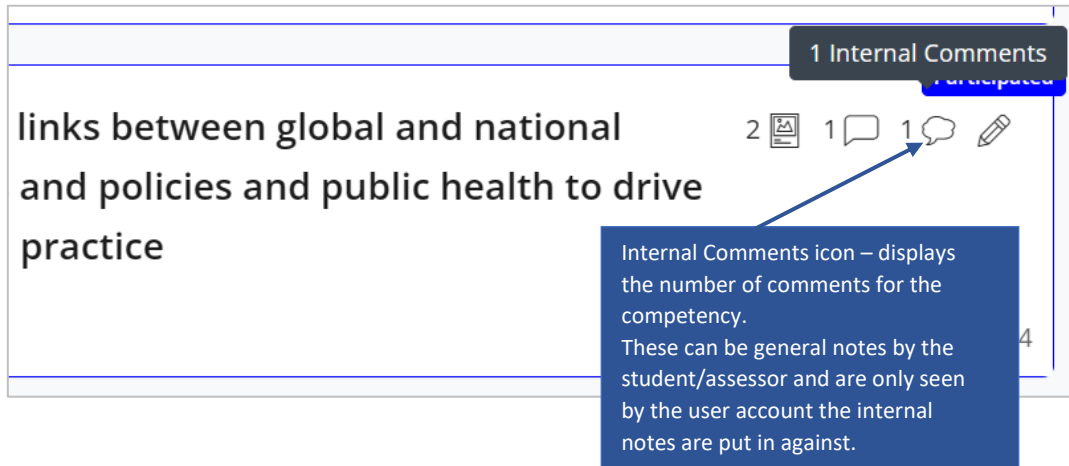 1 Internal Comments
Participated
links between global and national
2 1 1
and policies and public health to drive
practice
Internal Comments icon – displays
the number of comments for the
competency.
These can be general notes by the
student/assessor and are only seen
by the user account the internal
notes are put in against.
4